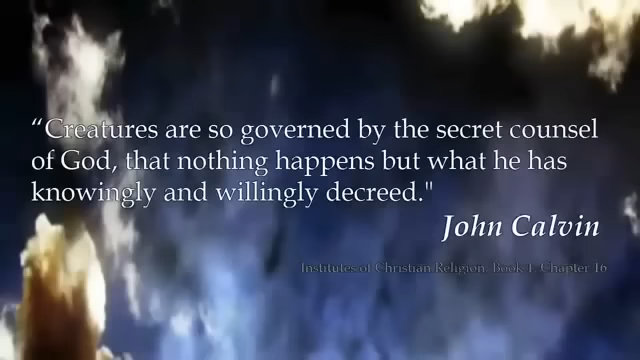 “Creatures are so governed by the secret counsel
of God, that nothing happens but what he has
knowingly and willingly decreed."
John Calvin
Institutes of Christian Religion, Book 1, Chapter 16